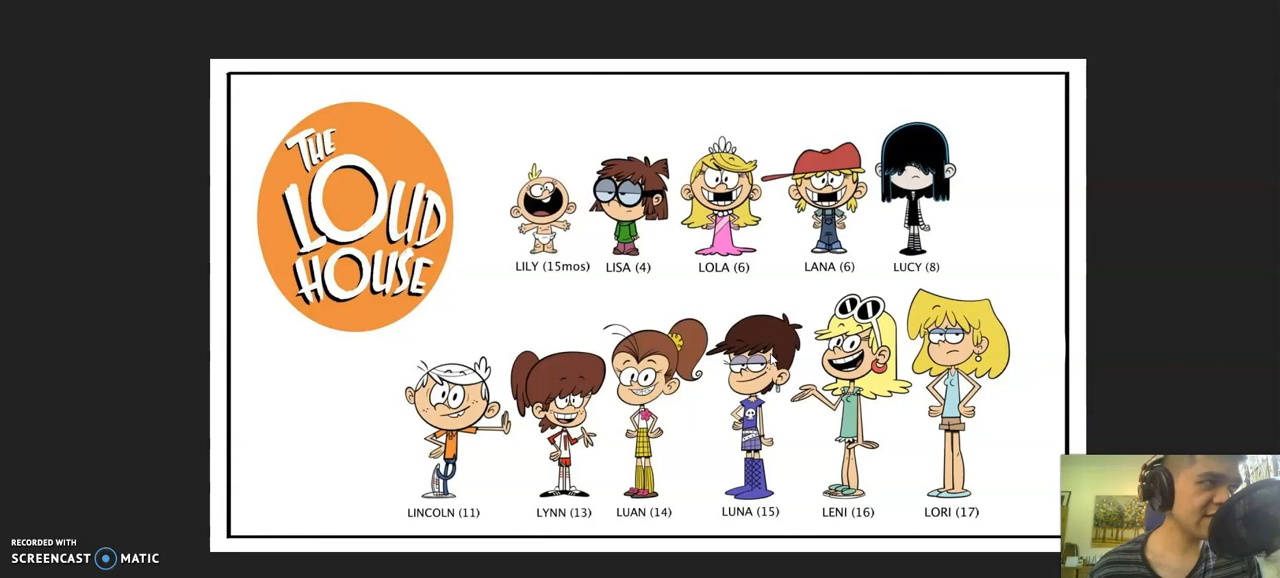 THE
LOUD
HOUSE
LILY (15mos) LISA (4) LOLA (6) LANA (6) LUCY (8)
LINCOLN (11) LYNN (13) LUAN (14) LUNA (15) LENI (16) LORI (17)
RECORDED WITH
SCREENCAST MATIC